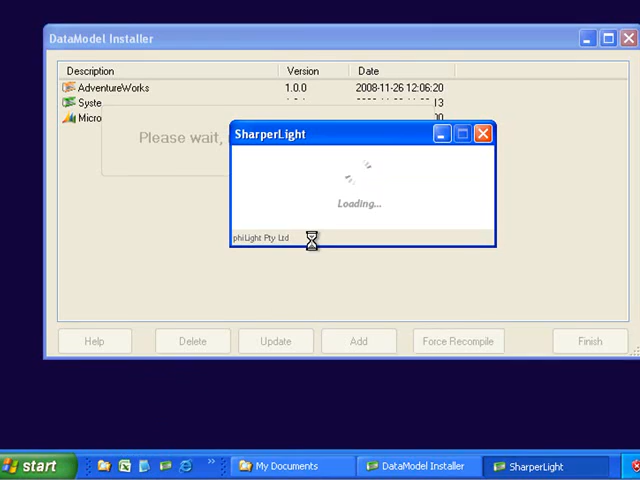 DataModel Installer
Description Version Date
AdventureWorks 1.0.0 2008-11-26 12:06:20
Syste 13
Micro 00
Please wait,
SharperLight
Loading...
phiLight Pty Ltd
Help Delete Update Add Force Recompile Finish
start » My Documents DataModel Installer SharperLight